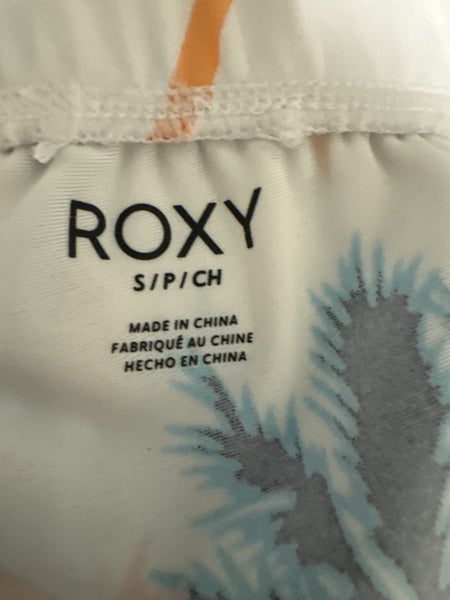 ROXY
S/P/CH
MADE IN CHINA
FABRIQUÉ AU CHINE
HECHO EN CHINA